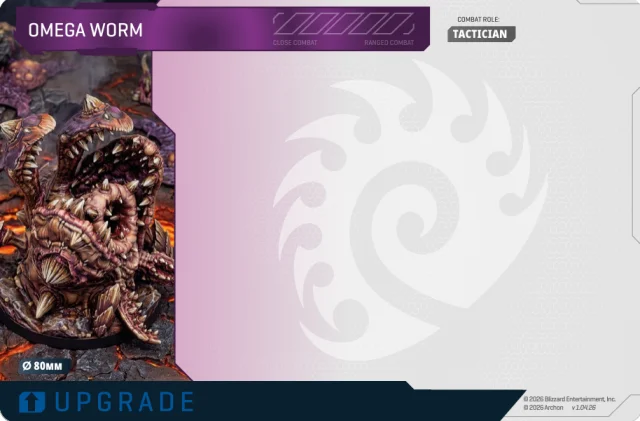 OMEGA WORM
CLOSE COMBAT
RANGED COMBAT
COMBAT ROLE:
TACTICIAN
Ø 80MM
UPGRADE
© 2026 Blizzard Entertainment, Inc.
© 2026 Archon v 1.04.26